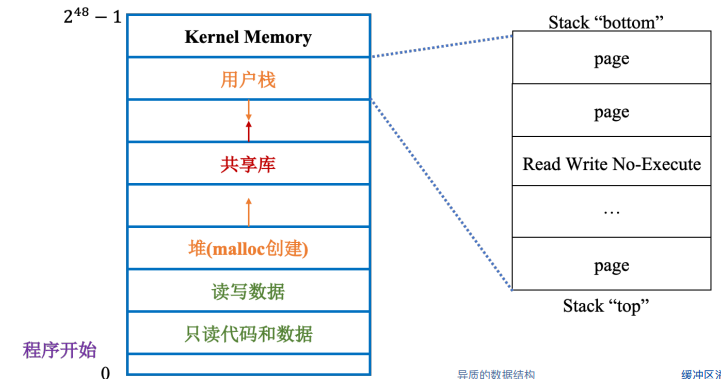 2^48 − 1
Kernel Memory
用户栈
共享库
堆(malloc创建)
读写数据
只读代码和数据
程序开始
0
Stack “bottom”
page
page
Read Write No-Execute
…
page
Stack “top”
异质的数据结构
缓冲区